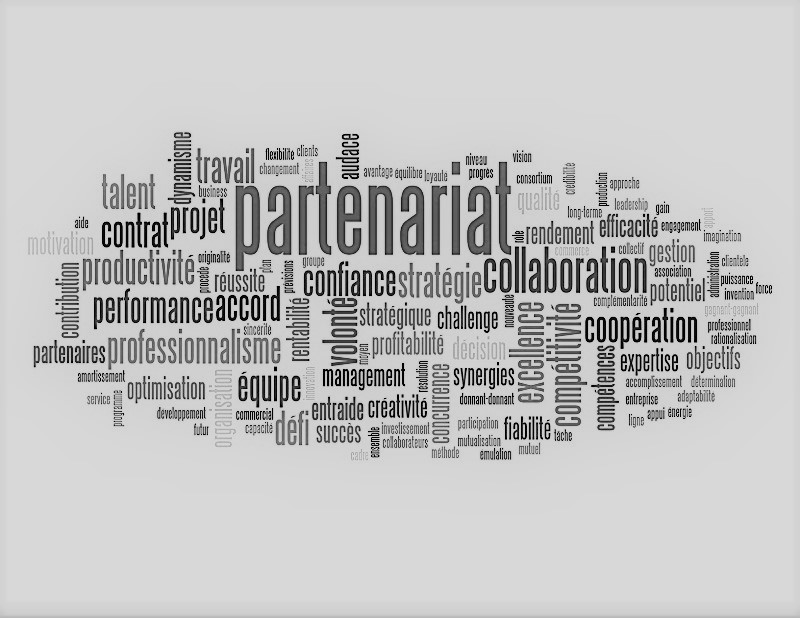 dynamisme
travail
flexibilité clients
changement
audace
avantage équilibre loyauté
niveau
progrès
vision
consortium
crédibilité
talent
business
partenariat
qualité
production
approche
leadership
aide
contrat
projet
long-terme
gain
rôle
rendement
efficacité
engagement
imagination
motivation
productivité
originalité
procédé
plan
prévisions
groupe
confiance
stratégie
collaboration
commerce
collectif
gestion
clientele
association
administration
contribution
réussite
performance
accord
sincerité
rentabilité
volonté
stratégique
challenge
nouveauté
complémentarité
potentiel
puissance
invention
force
gagnant-gagnant
partenaires
professionnalisme
moyen
profitabilité
décision
excellence
compétitivité
coopération
professionnel
rationalisation
amortissement
optimisation
organisation
équipe
innovation
management
résolution
concurrence
synergies
donnant-donnant
compétences
expertise
objectifs
accomplissement
détermination
service
programme
developpement
commercial
capacité
futur
défi
entraide
créativité
succès
ensemble
investissement
collaborateurs
cadre
participation
mutualisation
méthode
émulation
fiabilité
tâche
mutuel
entreprise
adaptabilite
ligne
appui
énergie